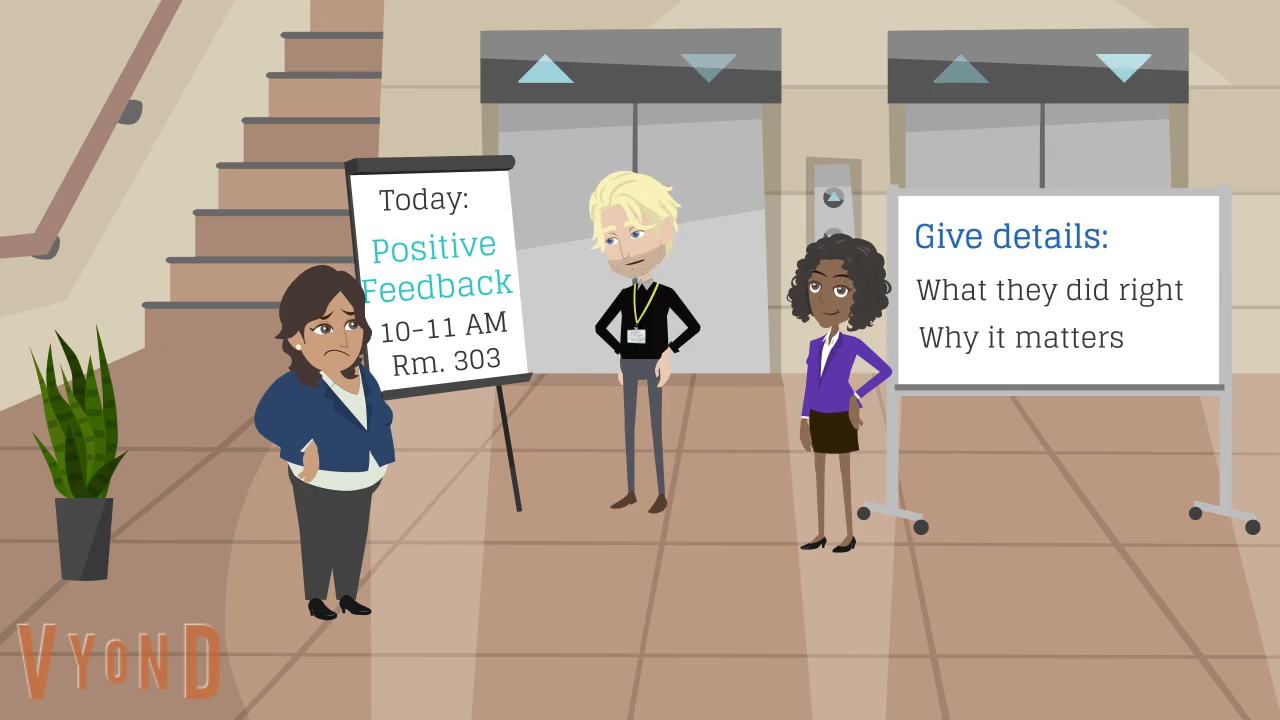 Today:
Positive
Feedback
10-11 AM
Rm. 303
Give details:
What they did right
Why it matters
VYOND